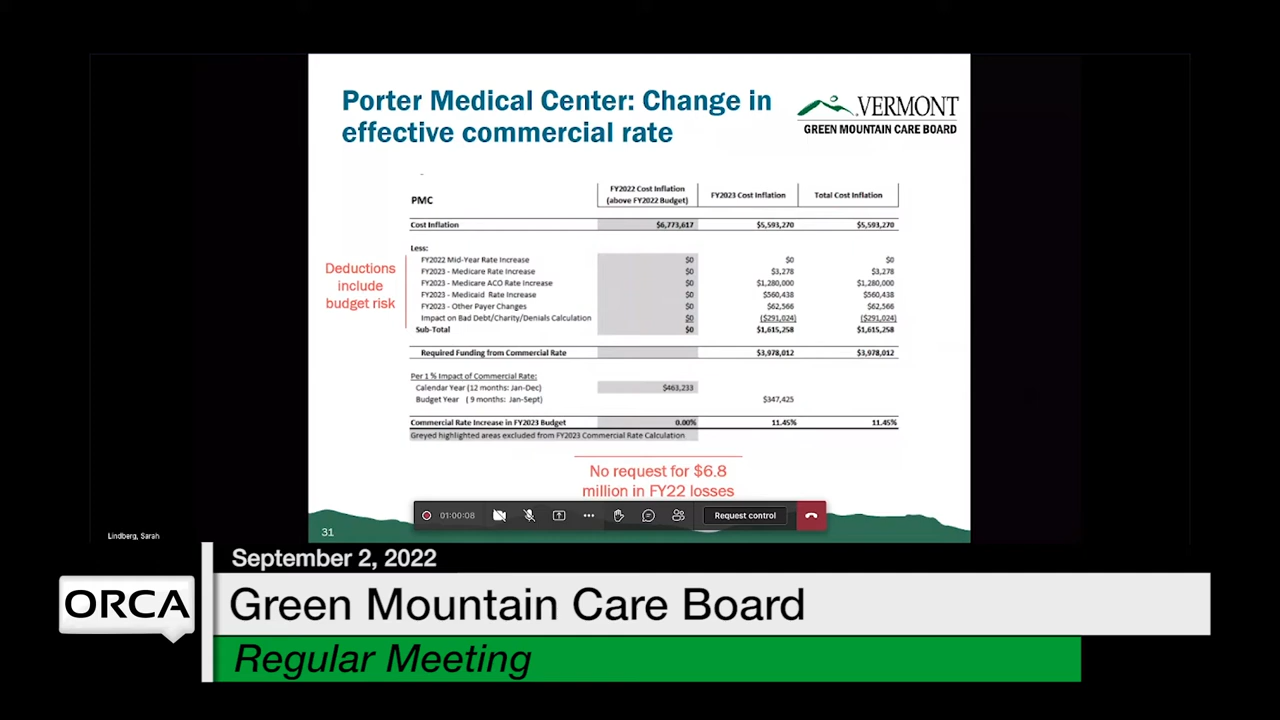 Porter Medical Center: Change in
effective commercial rate
VERMONT
GREEN MOUNTAIN CARE BOARD
PMC
FY2022 Cost Inflation
(above FY2022 Budget)
FY2023 Cost Inflation
Total Cost Inflation
Cost Inflation $6,773,617 $5,593,270 $5,593,270
Less:
FY2022 Mid-Year Rate Increase $0 $0 $0
FY2023 - Medicare Rate Increase $0 $3,278 $3,278
FY2023 - Medicare ACO Rate Increase $0 $1,280,000 $1,280,000
FY2023 - Medicaid Rate Increase $0 $560,438 $560,438
FY2023 - Other Payer Changes $0 $62,566 $62,566
Impact on Bad Debt/Charity/Denials Calculation $0 ($291,024) ($291,024)
Sub-Total $0 $1,615,258 $1,615,258
Deductions
include
budget risk
Required Funding from Commercial Rate $3,978,012 $3,978,012
Per 1% Impact of Commercial Rate:
Calendar Year (12 months: Jan-Dec) $463,233
Budget Year ( 9 months: Jan-Sept) $347,425
Commercial Rate Increase in FY2023 Budget 0.00% 11.45% 11.45%
Greyed highlighted areas excluded from FY2023 Commercial Rate Calculation
No request for $6.8
million in FY22 losses
01:00:08
Request control
31
Lindberg, Sarah
September 2, 2022
ORCA
Green Mountain Care Board
Regular Meeting